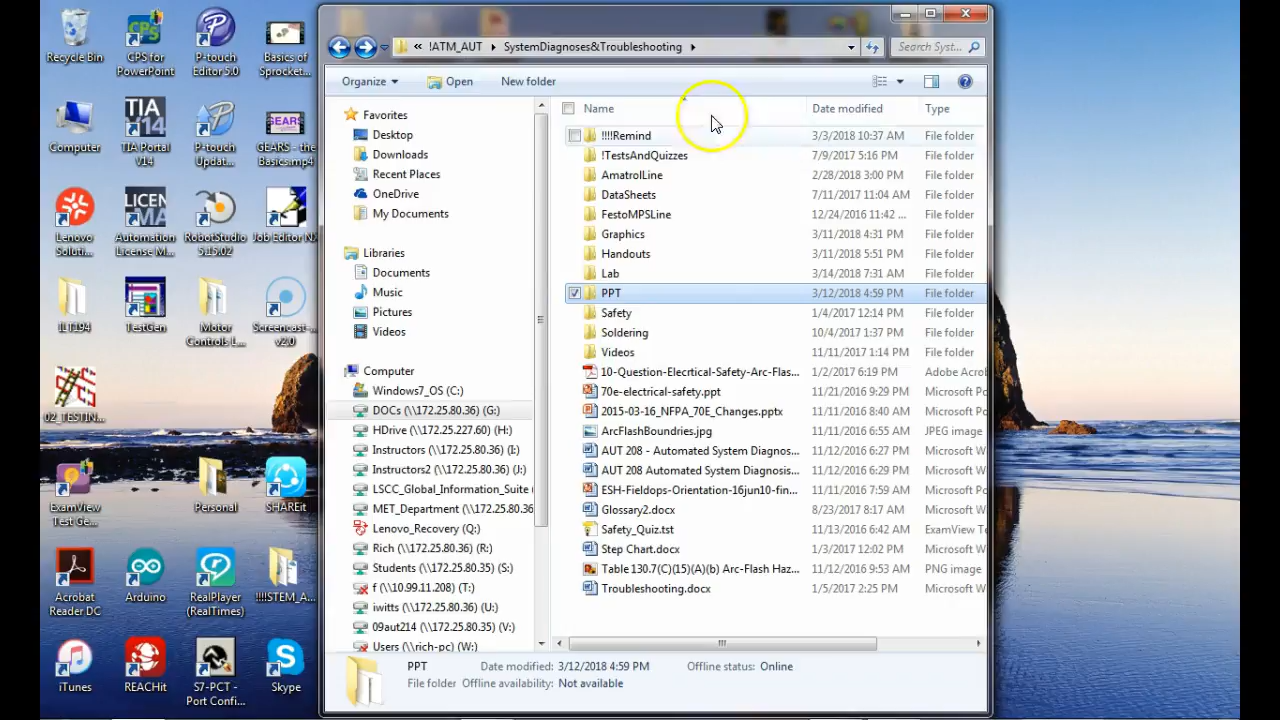 Recycle Bin
CPS for PowerPoint
P-touch Editor 5.0
Basics of Sprocket...
Computer
TIA Portal V14
P-touch Updat...
GEARS - the Basics.mp4
Lenovo Soluti...
Automation License M...
RobotStudio 5.15.02
Job Editor NX
ILT194
TestGen
Motor Controls L...
Screencast-... v2.0
02_TESTIN...
ExamView Test Ge...
Personal
SHAREit
Acrobat Reader DC
Arduino
RealPlayer (RealTimes)
!!!!STEM_A...
iTunes
REACHit
S7-PCT - Port Confi...
Skype
« !ATM_AUT ▸ SystemDiagnoses&Troubleshooting ▸
Search Syst...
Organize
Open
New folder
Favorites
Desktop
Downloads
Recent Places
OneDrive
My Documents
Libraries
Documents
Music
Pictures
Videos
Computer
Windows7_OS (C:)
DOCs (\\172.25.80.36) (G:)
HDrive (\\172.25.227.60) (H:)
Instructors (\\172.25.80.36) (I:)
Instructors2 (\\172.25.80.36) (J:)
LSCC_Global_Information_Suite
MET_Department (\\172.25.80.36
Lenovo_Recovery (Q:)
Rich (\\172.25.80.36) (R:)
Students (\\172.25.80.36) (S:)
f (\\10.99.11.208) (T:)
iwitts (\\172.25.80.36) (U:)
09aut214 (\\172.25.80.35) (V:)
Users (\\rich-pc) (W:)
Name Date modified Type
!!!!Remind 3/3/2018 10:37 AM File folder
!TestsAndQuizzes 7/9/2017 5:16 PM File folder
AmatrolLine 2/28/2018 3:00 PM File folder
DataSheets 7/11/2017 11:04 AM File folder
FestoMPSLine 12/24/2016 11:42 ... File folder
Graphics 3/11/2018 4:31 PM File folder
Handouts 3/11/2018 5:51 PM File folder
Lab 3/14/2018 7:31 AM File folder
PPT 3/12/2018 4:59 PM File folder
Safety 1/4/2017 12:14 PM File folder
Soldering 10/4/2017 1:37 PM File folder
Videos 11/11/2017 1:14 PM File folder
10-Question-Elecrtical-Safety-Arc-Flas... 1/2/2017 6:19 PM Adobe Acrob
70e-electrical-safety.ppt 11/21/2016 9:29 PM Microsoft Po
2015-03-16_NFPA_70E_Changes.pptx 11/11/2016 8:40 AM Microsoft Po
ArcFlashBoundries.jpg 11/11/2016 6:55 AM JPEG image
AUT 208 - Automated System Diagnos... 11/12/2016 6:27 PM Microsoft W
AUT 208 Automated System Diagnosis... 11/12/2016 6:29 PM Microsoft W
ESH-Fieldops-Orientation-16jun10-fin... 11/11/2016 7:59 AM Microsoft Po
Glossary2.docx 8/23/2017 8:17 AM Microsoft W
Safety_Quiz.tst 11/13/2016 6:42 AM ExamView T
Step Chart.docx 1/3/2017 12:02 PM Microsoft W
Table 130.7(C)(15)(A)(b) Arc-Flash Haz... 11/12/2016 9:53 AM PNG image
Troubleshooting.docx 1/5/2017 2:25 PM Microsoft W
PPT Date modified: 3/12/2018 4:59 PM Offline status: Online
File folder Offline availability: Not available